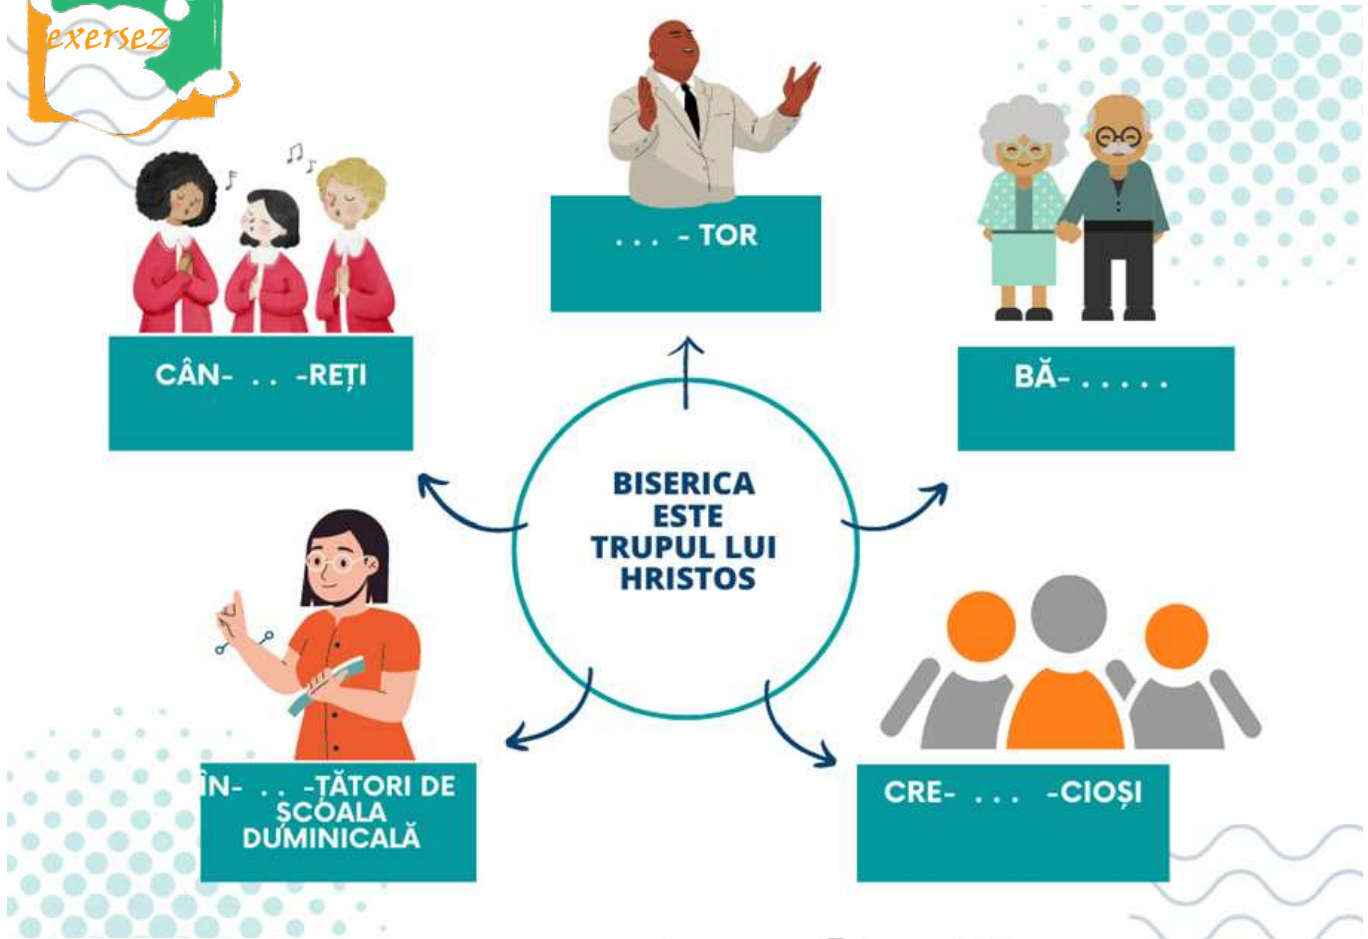 exersez
. . . - TOR
CÂN- . . -REȚI
BĂ- . . . . .
BISERICA
ESTE
TRUPUL LUI
HRISTOS
ÎN- . . -ȚĂTORI DE
ȘCOALA
DUMINICALĂ
CRE- . . . -CIOȘI